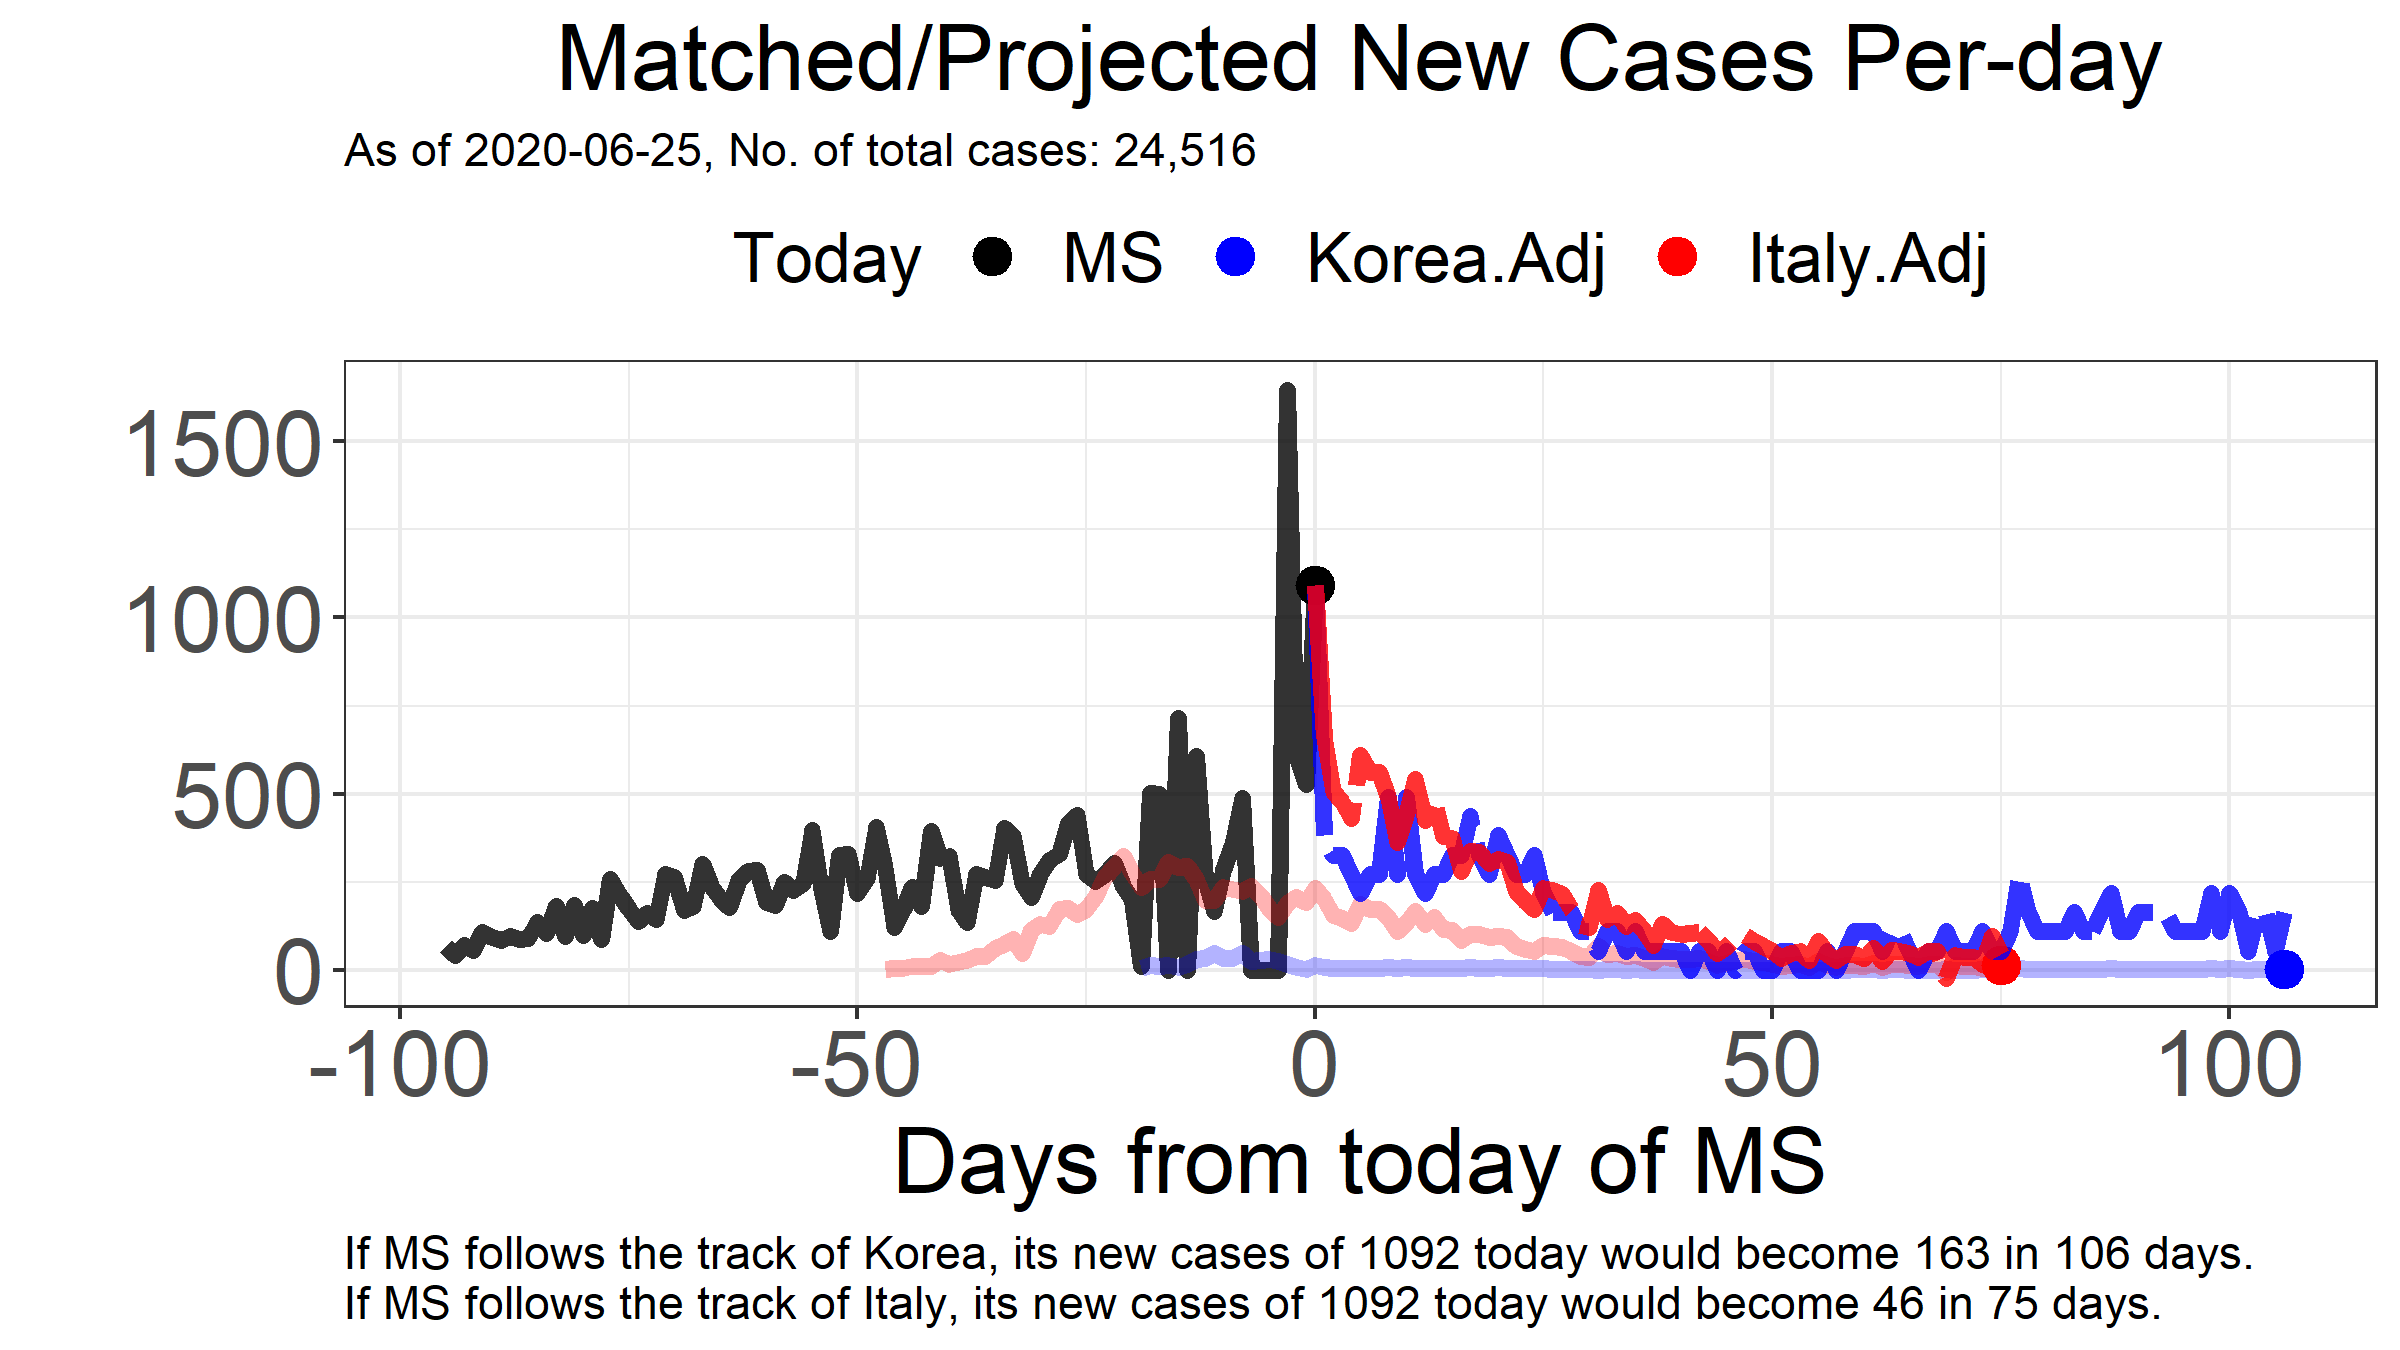 Matched/Projected New Cases Per-day
As of 2020-06-25, No. of total cases: 24,516
Today MS Korea.Adj Italy.Adj
1500
1000
500
0
-100 -50 0 50 100
Days from today of MS
If MS follows the track of Korea, its new cases of 1092 today would become 163 in 106 days.
If MS follows the track of Italy, its new cases of 1092 today would become 46 in 75 days.